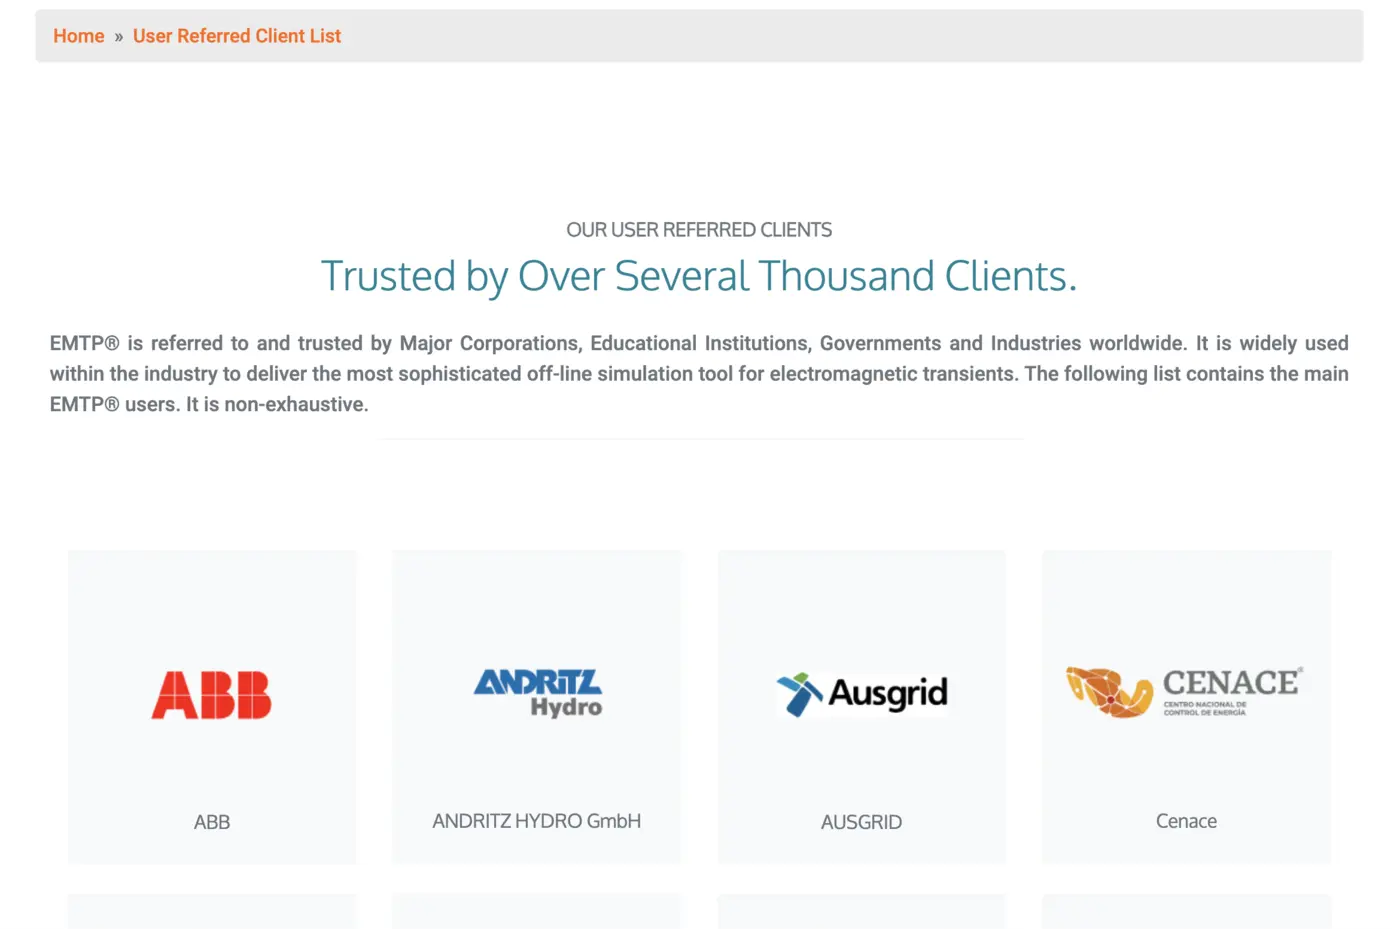 Home » User Referred Client List
OUR USER REFERRED CLIENTS
Trusted by Over Several Thousand Clients.
EMTP® is referred to and trusted by Major Corporations, Educational Institutions, Governments and Industries worldwide. It is widely used
within the industry to deliver the most sophisticated off-line simulation tool for electromagnetic transients. The following list contains the main
EMTP® users. It is non-exhaustive.
ABB
ANDRITZ
Hydro
Ausgrid
CENACE®
CENTRO NACIONAL DE
CONTROL DE ENERGÍA
ABB
ANDRITZ HYDRO GmbH
AUSGRID
Cenace